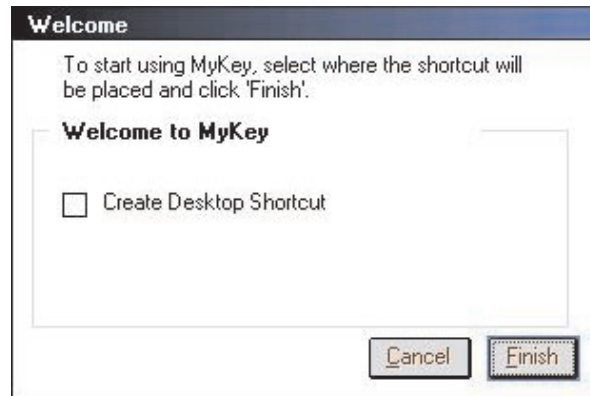 Welcome
To start using MyKey, select where the shortcut will
be placed and click 'Finish'.
Welcome to MyKey
Create Desktop Shortcut
Cancel
Finish